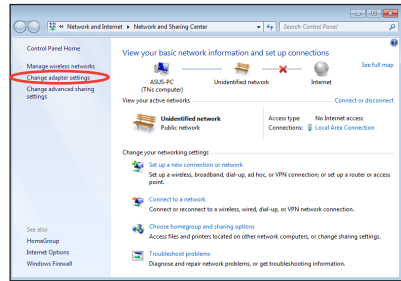 « Network and Internet ▸ Network and Sharing Center
Search Control Panel
Control Panel Home
Manage wireless networks
Change adapter settings
Change advanced sharing
settings
See also
HomeGroup
Internet Options
Windows Firewall
View your basic network information and set up connections
See full map
ASUS-PC
(This computer)
Unidentified network
Internet
View your active networks
Connect or disconnect
Unidentified network
Public network
Access type: No Internet access
Connections: Local Area Connection
Change your networking settings
Set up a new connection or network
Set up a wireless, broadband, dial-up, ad hoc, or VPN connection; or set up a router or access
point.
Connect to a network
Connect or reconnect to a wireless, wired, dial-up, or VPN network connection.
Choose homegroup and sharing options
Access files and printers located on other network computers, or change sharing settings.
Troubleshoot problems
Diagnose and repair network problems, or get troubleshooting information.